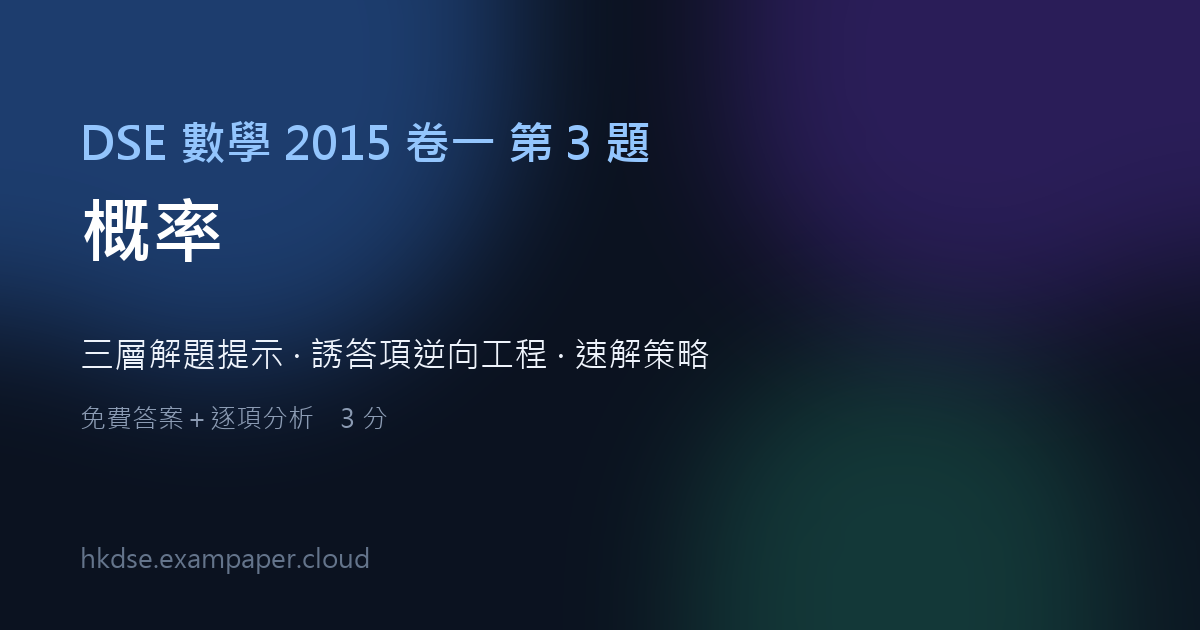 DSE 數學 2015 卷一 第 3 題
概率
三層解題提示 · 誘答項逆向工程 · 速解策略
免費答案 + 逐項分析 3 分
hkdse.exampaper.cloud